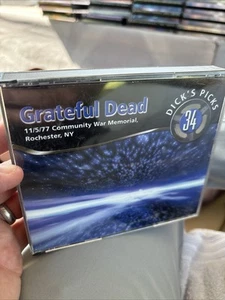 Grateful Dead
11/5/77 Community War Memorial,
Rochester, NY
DICK'S PICKS
34